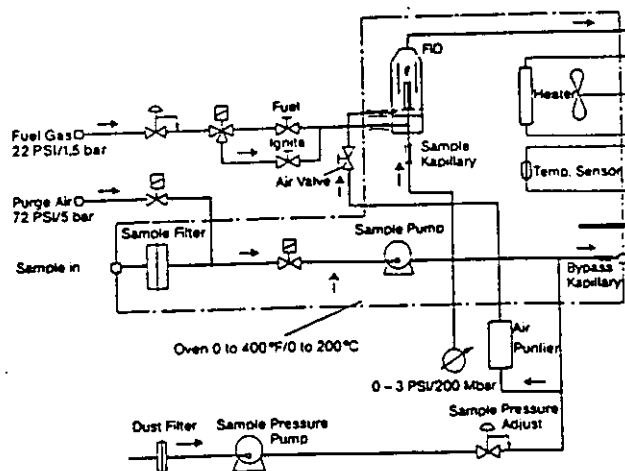 FID
Fuel
Heater
Fuel Gas
22 PSI/1,5 bar
Ignite
Sample
Kapillary
Air Valve
Temp. Sensor
Purge Air
72 PSI/5 bar
Sample Filter
Sample Pump
Sample in
Bypass
Kapillary
Oven 0 to 400°F/0 to 200°C
Air
Purifier
0 – 3 PSI/200 Mbar
Dust Filter
Sample Pressure
Pump
Sample Pressure
Adjust